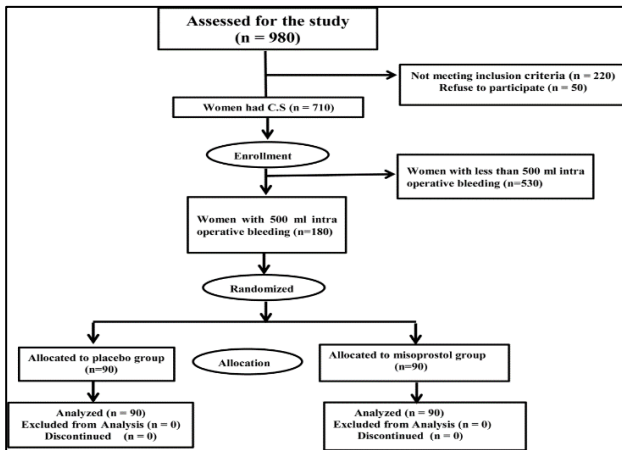 Assessed for the study
(n = 980)
Not meeting inclusion criteria (n = 220)
Refuse to participate (n = 50)
Women had C.S (n = 710)
Enrollment
Women with less than 500 ml intra
operative bleeding (n=530)
Women with 500 ml intra
operative bleeding (n=180)
Randomized
Allocated to placebo group
(n=90)
Allocation
Allocated to misoprostol group
(n=90)
Analyzed (n = 90)
Excluded from Analysis (n = 0)
Discontinued (n = 0)
Analyzed (n = 90)
Excluded from Analysis (n = 0)
Discontinued (n = 0)